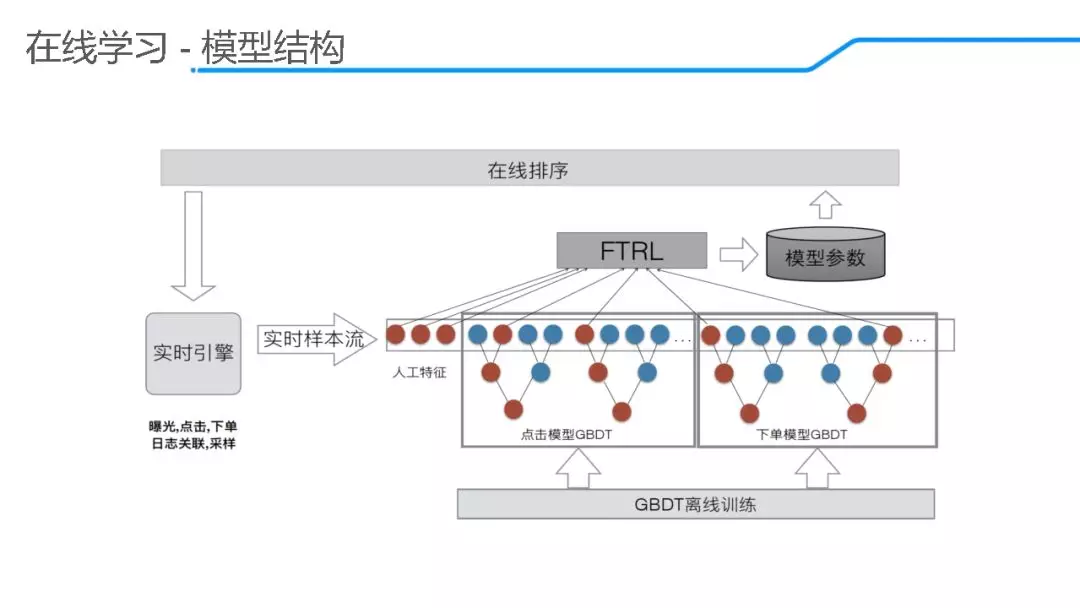 在线学习 - 模型结构
在线排序
FTRL
模型参数
实时引擎
实时样本流
...
...
人工特征
曝光,点击,下单
日志关联,采样
点击模型GBDT
下单模型GBDT
GBDT离线训练